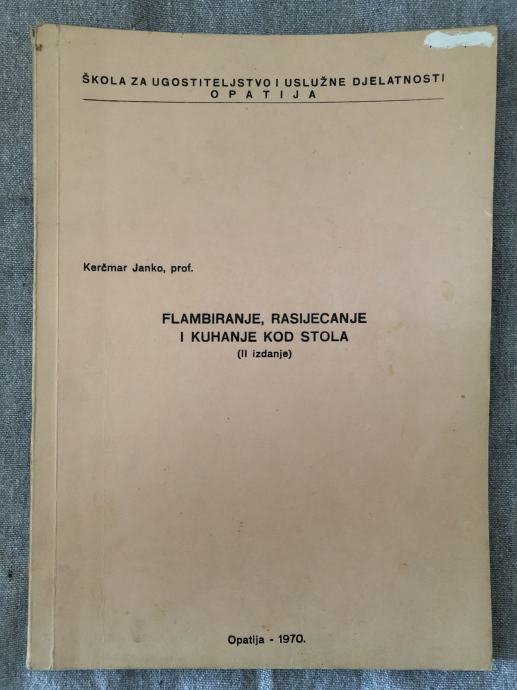 ŠKOLA ZA UGOSTITELJSTVO I USLUŽNE DJELATNOSTI
O P A T I J A
Kerčmar Janko, prof.
FLAMBIRANJE, RASIJECANJE
I KUHANJE KOD STOLA
(II izdanje)
Opatija - 1970.